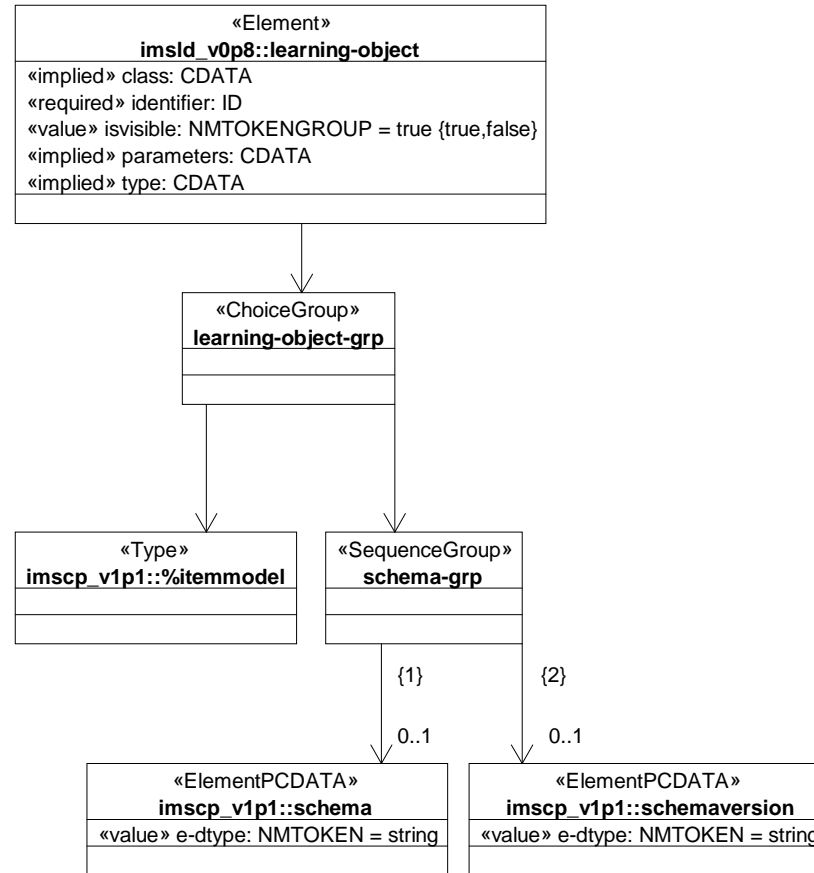 «Element»
imsld_v0p8::learning-object
«implied» class: CDATA
«required» identifier: ID
«value» isvisible: NMTOKENGROUP = true {true,false}
«implied» parameters: CDATA
«implied» type: CDATA
«ChoiceGroup»
learning-object-grp
«Type»
imscp_v1p1::%itemmodel
«SequenceGroup»
schema-grp
{1}
{2}
0..1
0..1
«ElementPCDATA»
imscp_v1p1::schema
«value» e-dtype: NMTOKEN = string
«ElementPCDATA»
imscp_v1p1::schemaversion
«value» e-dtype: NMTOKEN = string